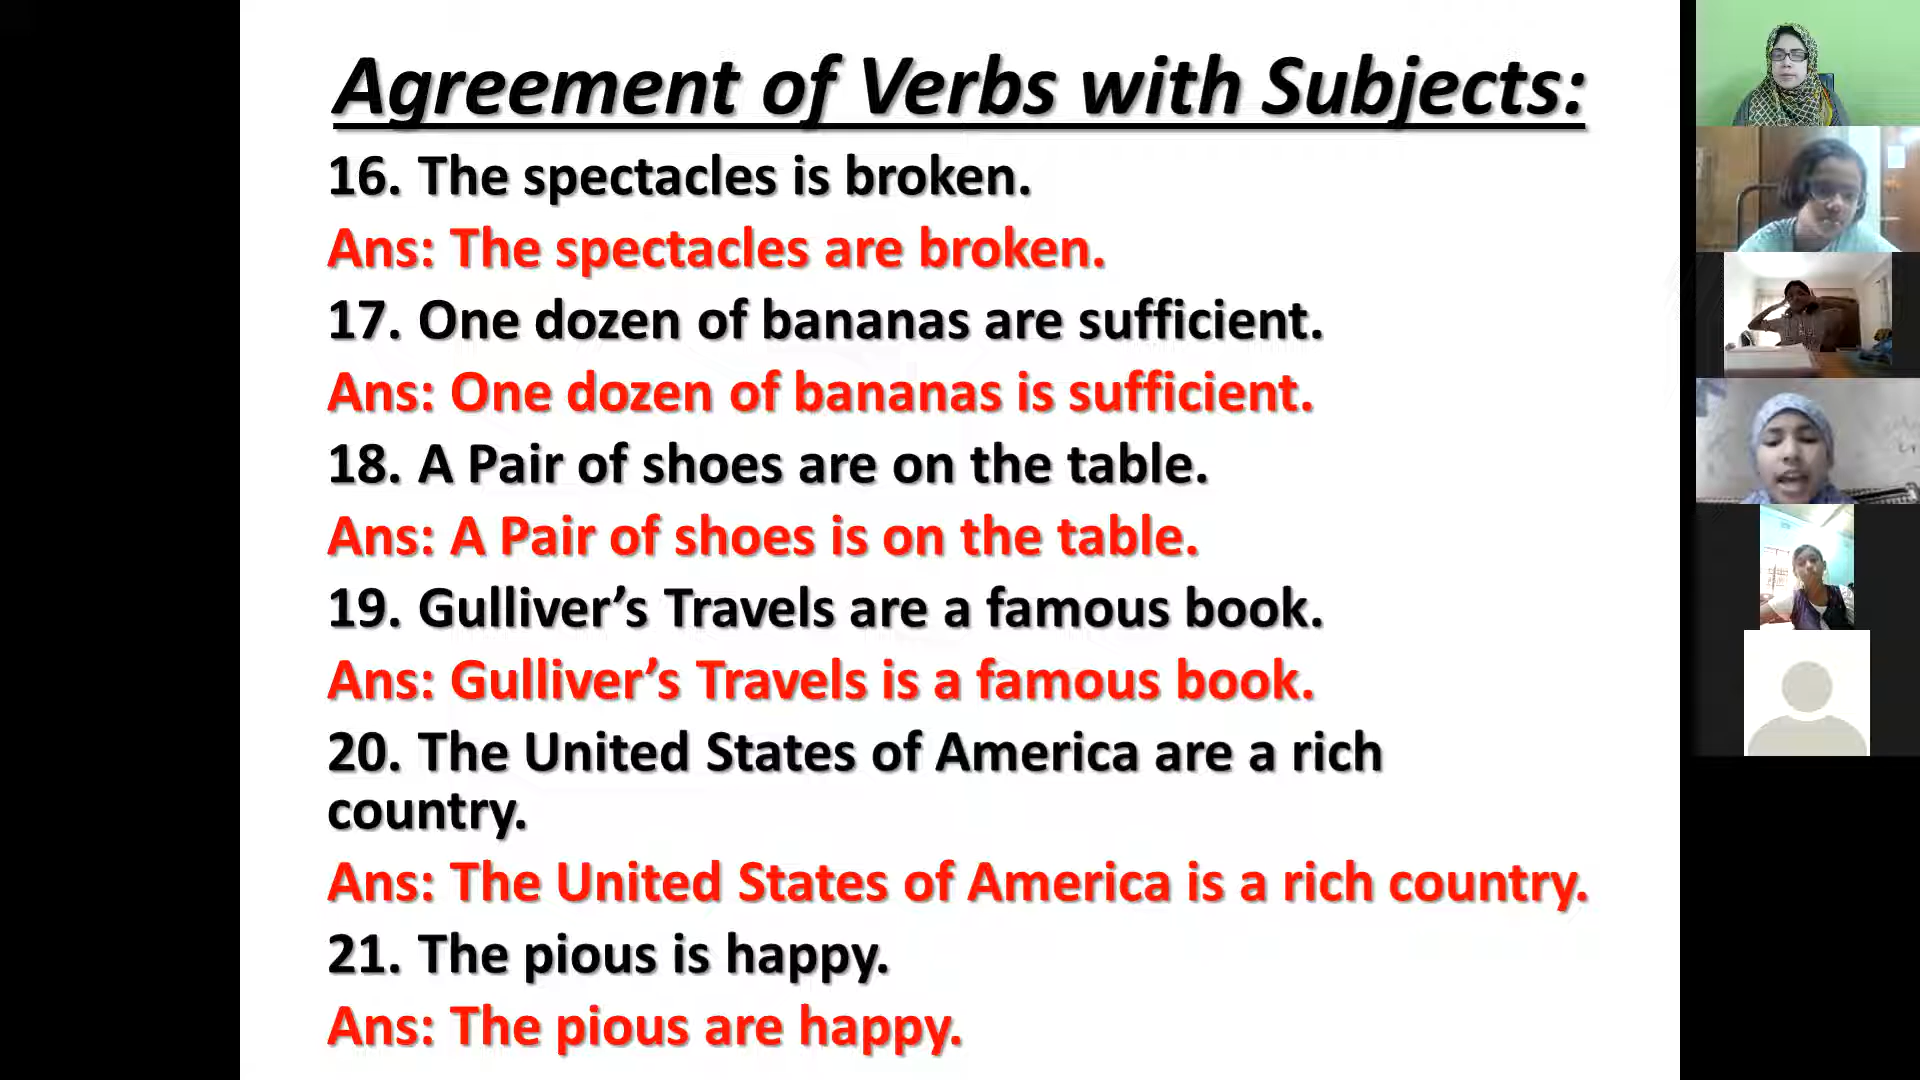 Agreement of Verbs with Subjects:
16. The spectacles is broken.
Ans: The spectacles are broken.
17. One dozen of bananas are sufficient.
Ans: One dozen of bananas is sufficient.
18. A Pair of shoes are on the table.
Ans: A Pair of shoes is on the table.
19. Gulliver’s Travels are a famous book.
Ans: Gulliver’s Travels is a famous book.
20. The United States of America are a rich
country.
Ans: The United States of America is a rich country.
21. The pious is happy.
Ans: The pious are happy.